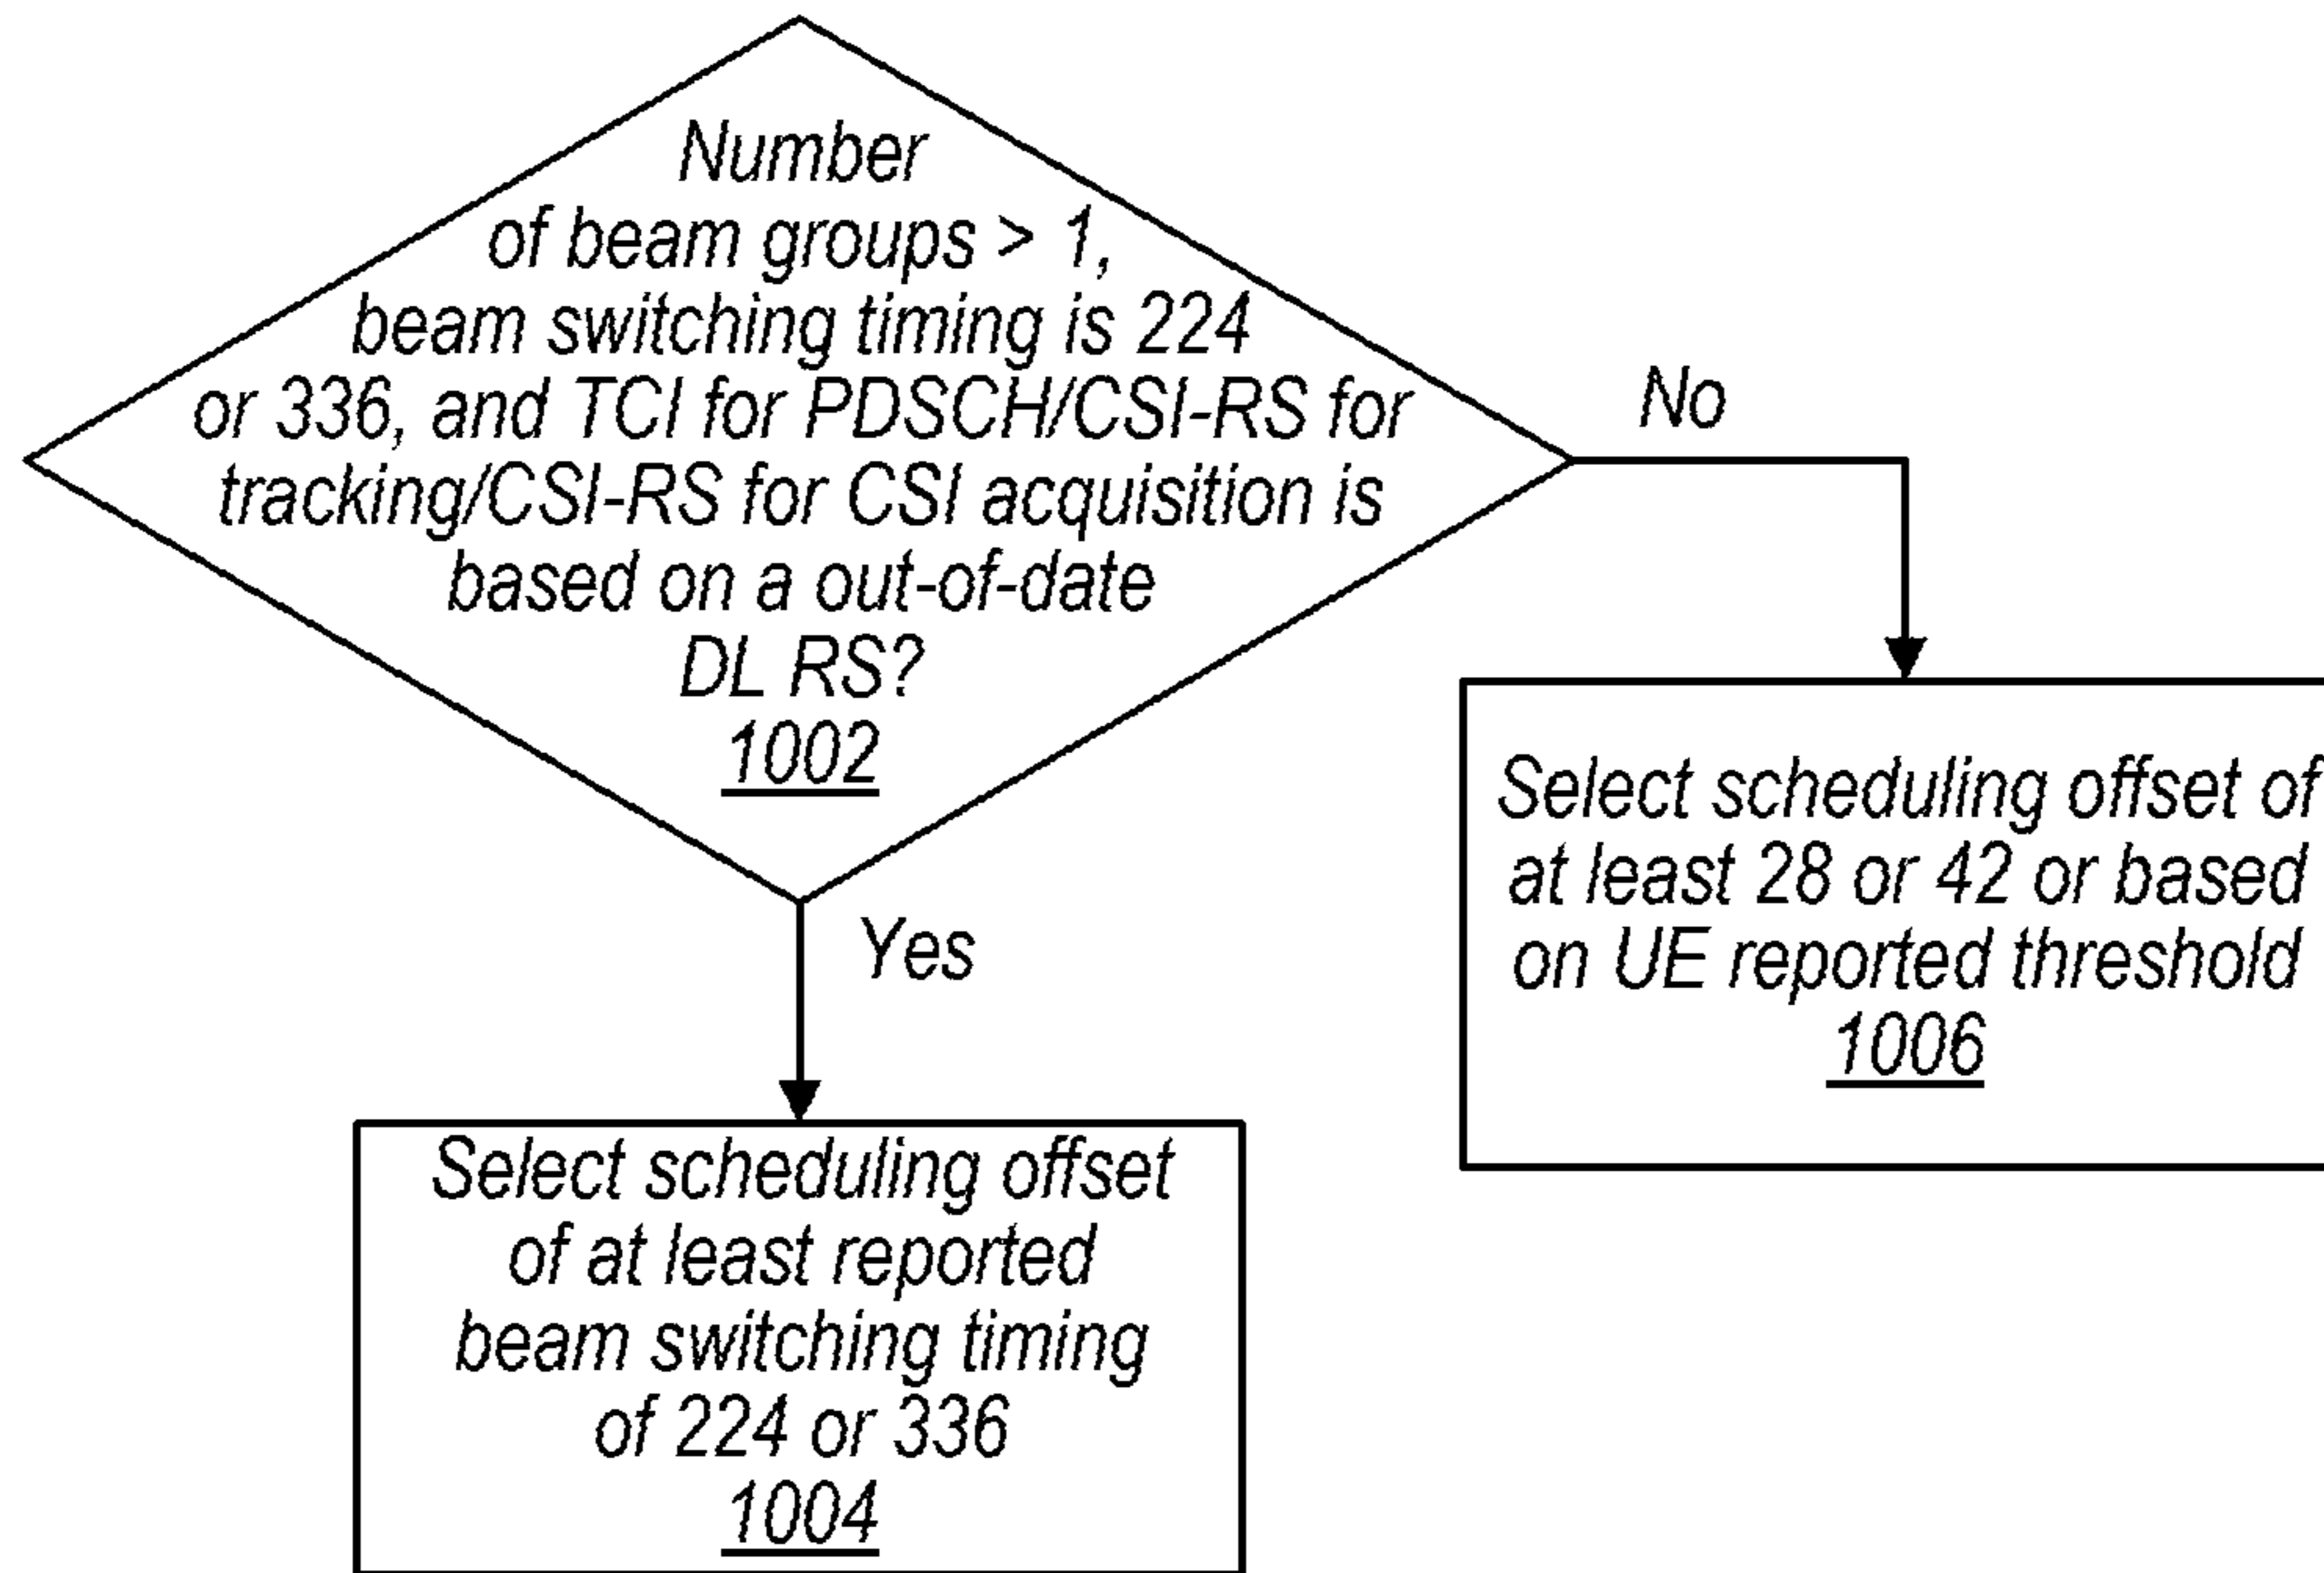 Number
of beam groups > 1,
beam switching timing is 224
or 336, and TCI for PDSCH/CSI-RS for
tracking/CSI-RS for CSI acquisition is
based on a out-of-date
DL RS?
1002
No
Yes
Select scheduling offset of
at least 28 or 42 or based
on UE reported threshold
1006
Select scheduling offset
of at least reported
beam switching timing
of 224 or 336
1004